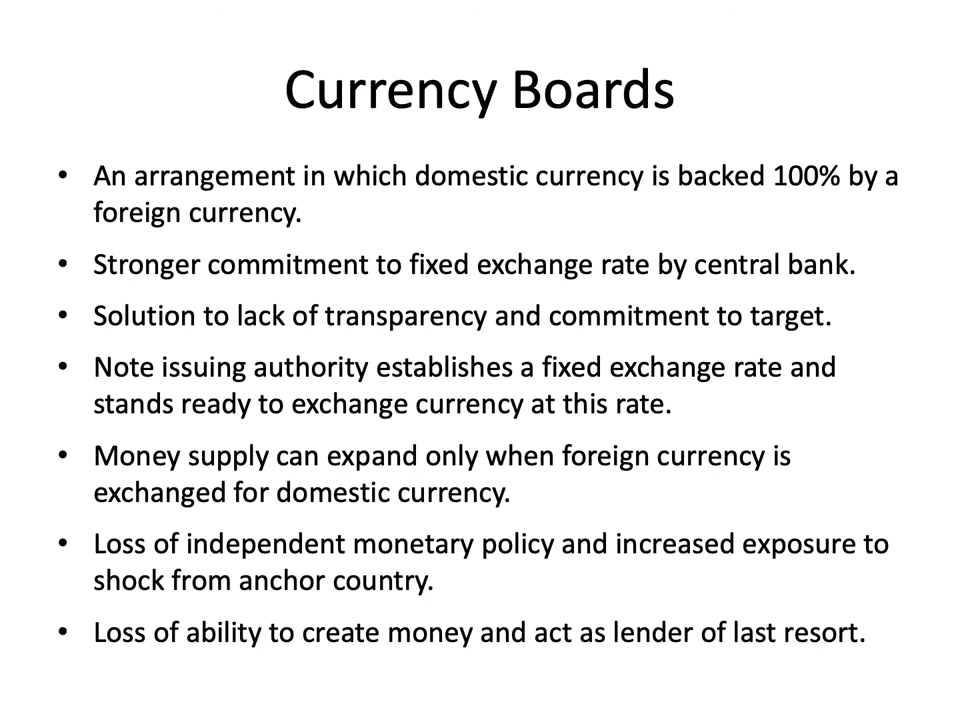 Currency Boards
• An arrangement in which domestic currency is backed 100% by a
foreign currency.
• Stronger commitment to fixed exchange rate by central bank.
• Solution to lack of transparency and commitment to target.
• Note issuing authority establishes a fixed exchange rate and
stands ready to exchange currency at this rate.
• Money supply can expand only when foreign currency is
exchanged for domestic currency.
• Loss of independent monetary policy and increased exposure to
shock from anchor country.
• Loss of ability to create money and act as lender of last resort.